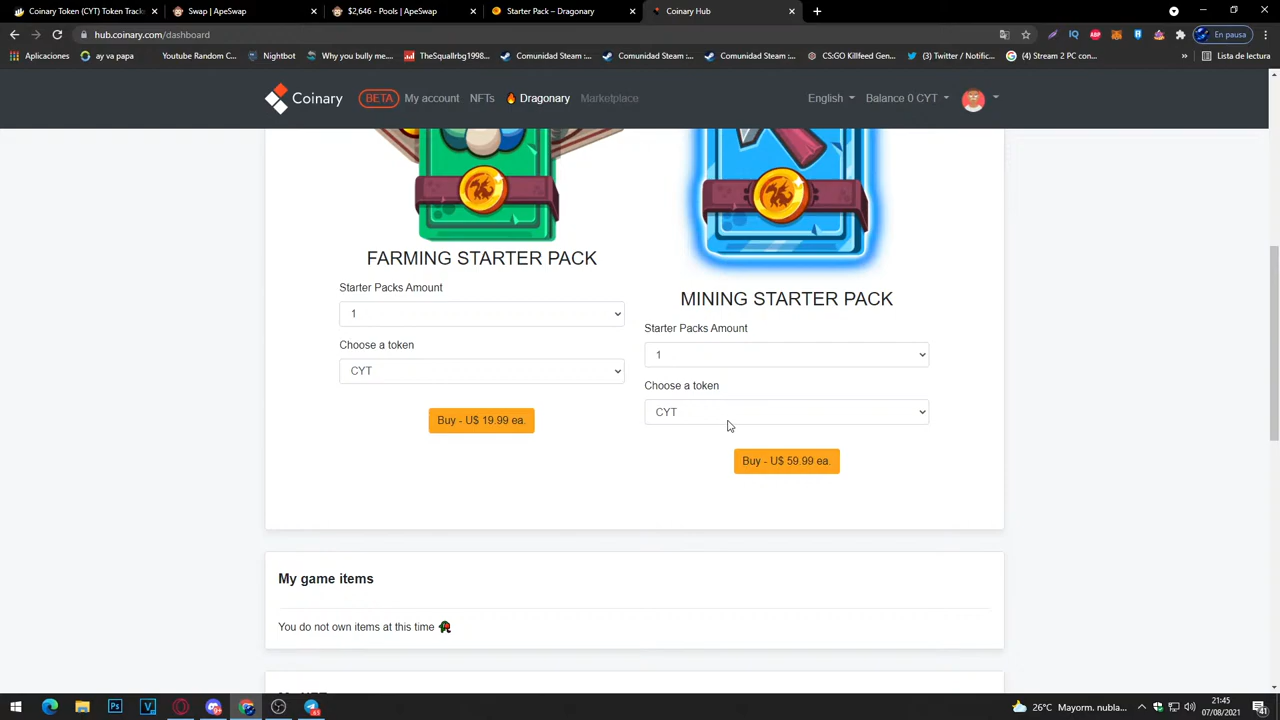 Coinary Token (CYT) Token Track
Swap | ApeSwap
$2,646 - Pools | ApeSwap
Starter Pack – Dragonary
Coinary Hub
hub.coinary.com/dashboard
En pausa
Aplicaciones
ay va papa
Youtube Random C...
Nightbot
Why you bully me....
TheSquallrbg1998...
Comunidad Steam :...
Comunidad Steam :...
Comunidad Steam :...
CS:GO Killfeed Gen...
(3) Twitter / Notific...
(4) Stream 2 PC con...
»
Lista de lectura
Coinary
BETA
My account
NFTs
Dragonary
Marketplace
English
Balance 0 CYT
FARMING STARTER PACK
Starter Packs Amount
1
Choose a token
CYT
Buy - U$ 19.99 ea.
MINING STARTER PACK
Starter Packs Amount
1
Choose a token
CYT
Buy - U$ 59.99 ea.
My game items
You do not own items at this time
26°C Mayorm. nubla...
21:45
07/08/2021